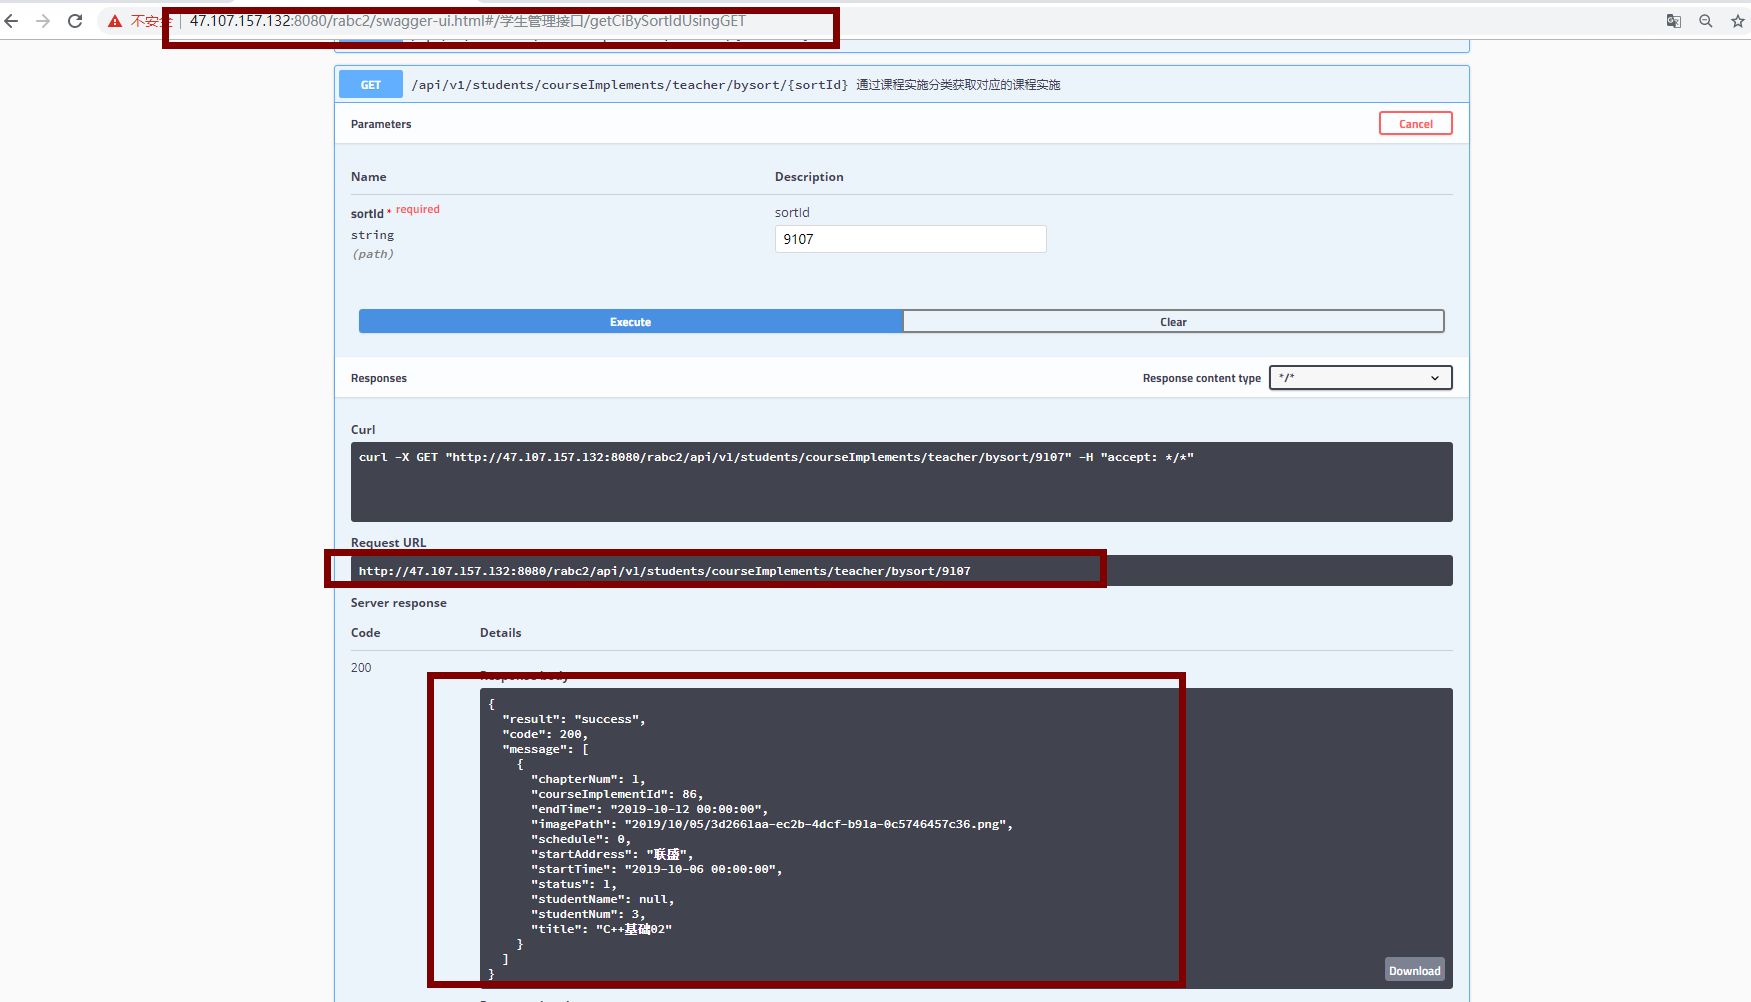 不安全 47.107.157.132:8080/rabc2/swagger-ui.html#/学生管理接口/getCiBySortIdUsingGET
GET /api/v1/students/courseImplements/teacher/bysort/{sortId} 通过课程实施分类获取对应的课程实施
Parameters Cancel
Name Description
sortId * required sortId
string 9107
(path)
Execute Clear
Responses Response content type */*
Curl
curl -X GET "http://47.107.157.132:8080/rabc2/api/v1/students/courseImplements/teacher/bysort/9107" -H "accept: */*"
Request URL
http://47.107.157.132:8080/rabc2/api/v1/students/courseImplements/teacher/bysort/9107
Server response
Code Details
200 Response body
{
"result": "success",
"code": 200,
"message": [
{
"chapterNum": 1,
"courseImplementId": 86,
"endTime": "2019-10-12 00:00:00",
"imagePath": "2019/10/05/3d2661aa-ec2b-4dcf-b91a-0c5746457c36.png",
"schedule": 0,
"startAddress": "联盛",
"startTime": "2019-10-06 00:00:00",
"status": 1,
"studentName": null,
"studentNum": 3,
"title": "C++基础02"
}
]
}
Download